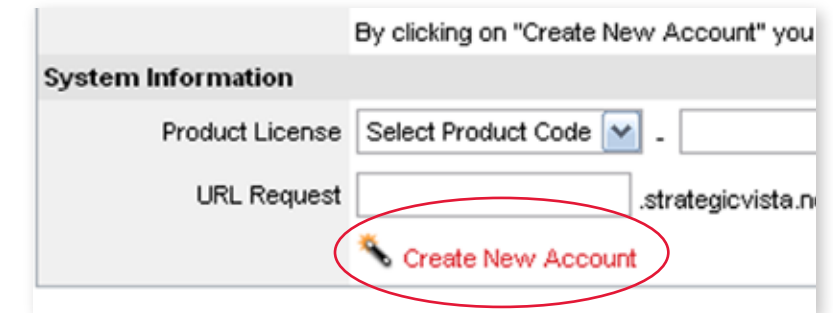 By clicking on "Create New Account" you
System Information
Product License Select Product Code -
URL Request .strategicvista.n
Create New Account